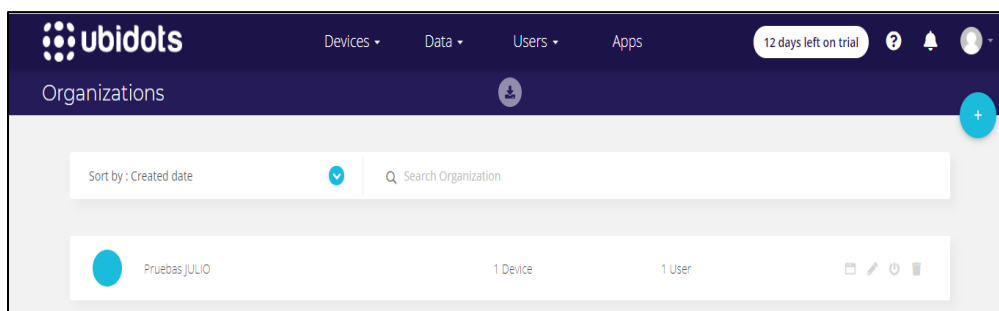 ubidots Devices Data Users Apps 12 days left on trial ?
Organizations
+
Sort by : Created date Search Organization
Pruebas JULIO 1 Device 1 User